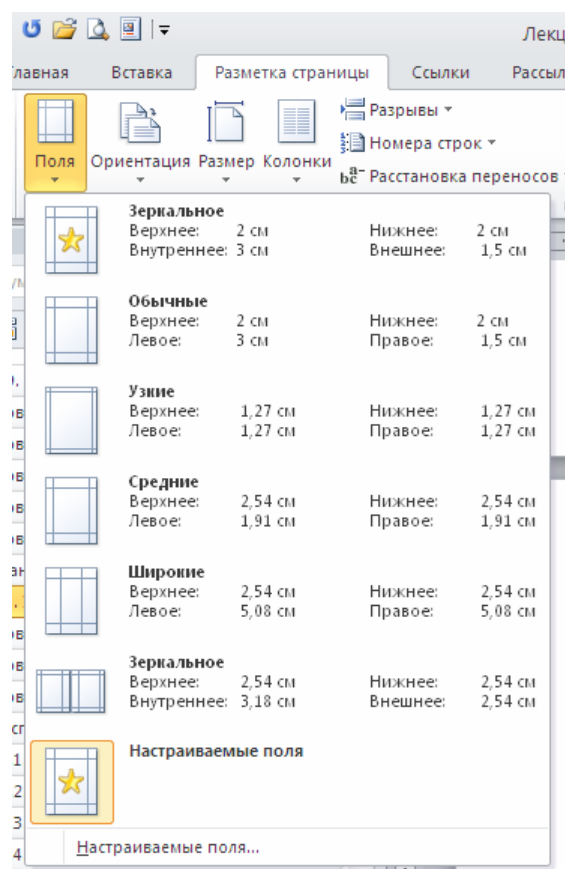 Лекц
лавная Вставка Разметка страницы Ссылки Рассыл
Поля Ориентация Размер Колонки
Разрывы
Номера строк
Расстановка переносов
Зеркальное
Верхнее: 2 см Нижнее: 2 см
Внутреннее: 3 см Внешнее: 1,5 см
Обычные
Верхнее: 2 см Нижнее: 2 см
Левое: 3 см Правое: 1,5 см
Узкие
Верхнее: 1,27 см Нижнее: 1,27 см
Левое: 1,27 см Правое: 1,27 см
Средние
Верхнее: 2,54 см Нижнее: 2,54 см
Левое: 1,91 см Правое: 1,91 см
Широкие
Верхнее: 2,54 см Нижнее: 2,54 см
Левое: 5,08 см Правое: 5,08 см
Зеркальное
Верхнее: 2,54 см Нижнее: 2,54 см
Внутреннее: 3,18 см Внешнее: 2,54 см
Настраиваемые поля
Настраиваемые поля...